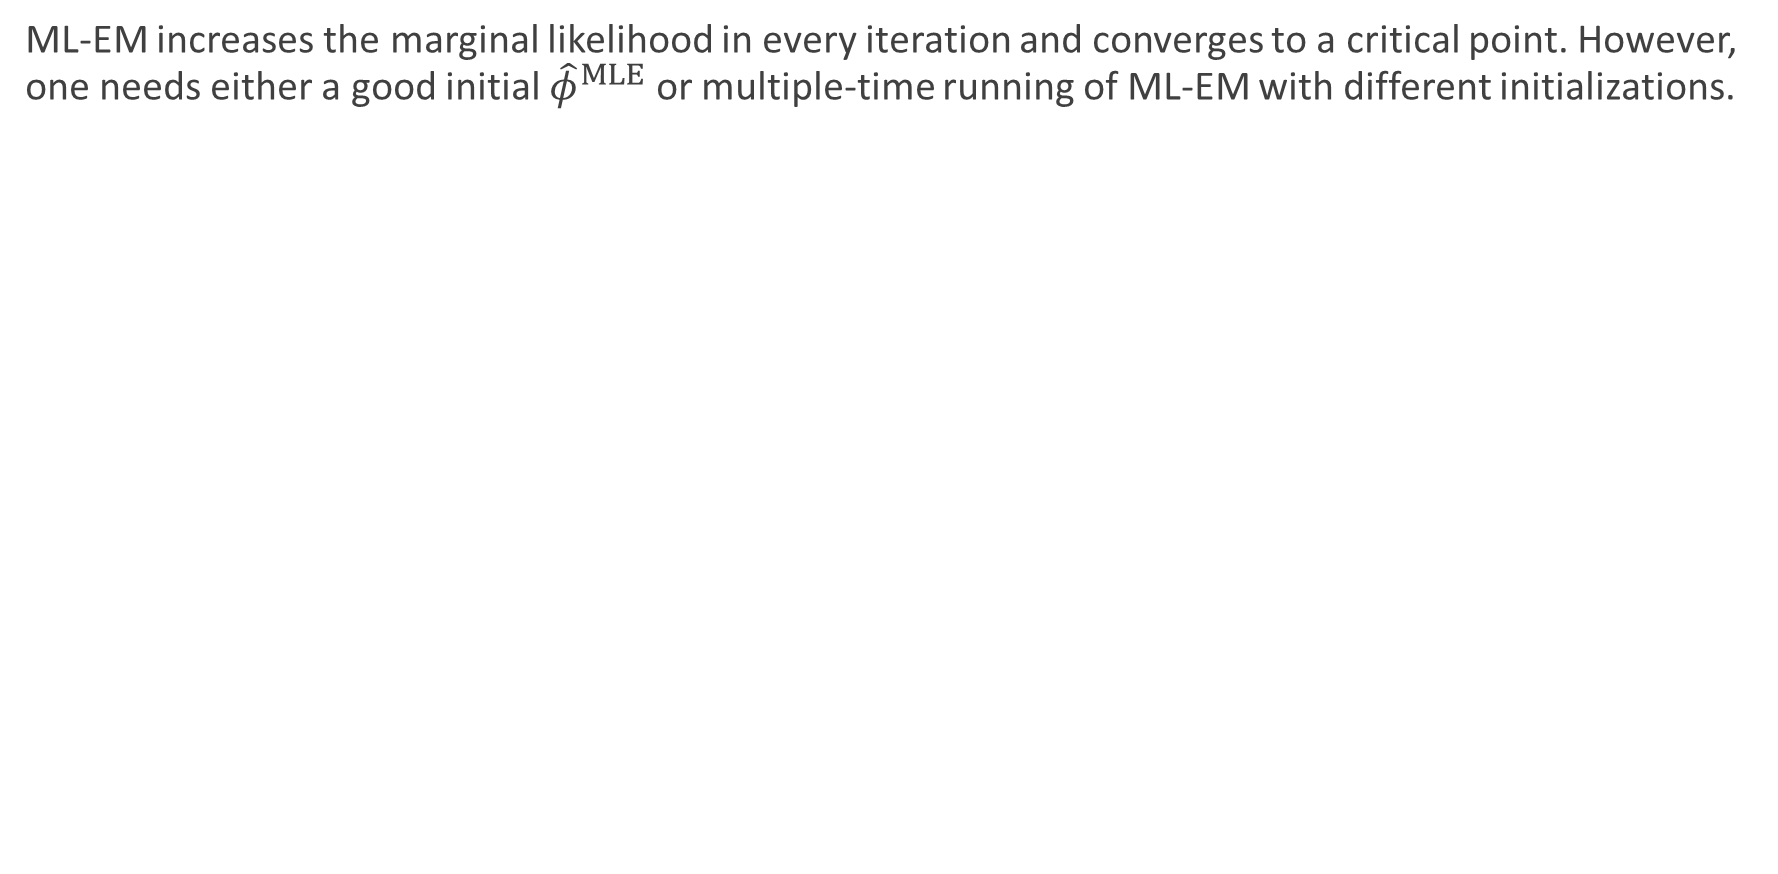 ML-EM increases the marginal likelihood in every iteration and converges to a critical point. However,
one needs either a good initial ϕ̂ᴹᴸᴱ or multiple-time running of ML-EM with different initializations.